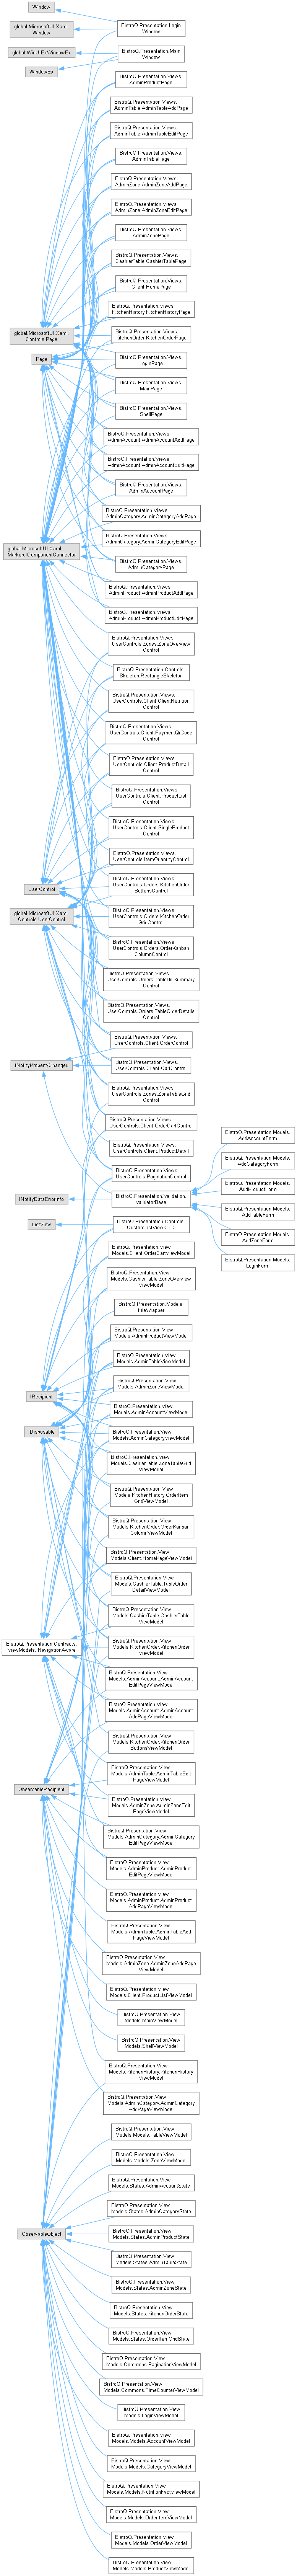 Window
global.MicrosoftUI.Xaml.
Window
global.WinUIEx.WindowEx
WindowEx
global.MicrosoftUI.Xaml.
Controls.Page
Page
global.MicrosoftUI.Xaml.
Markup.IComponentConnector
UserControl
global.MicrosoftUI.Xaml.
Controls.UserControl
INotifyPropertyChanged
INotifyDataErrorInfo
ListView
IRecipient
IDisposable
BistroQ.Presentation.Contracts.
ViewModels.INavigationAware
ObservableRecipient
ObservableObject
BistroQ.Presentation.Login
Window
BistroQ.Presentation.Main
Window
BistroQ.Presentation.Views.
AdminProductPage
BistroQ.Presentation.Views.
AdminTable.AdminTableAddPage
BistroQ.Presentation.Views.
AdminTable.AdminTableEditPage
BistroQ.Presentation.Views.
AdminTablePage
BistroQ.Presentation.Views.
AdminZone.AdminZoneAddPage
BistroQ.Presentation.Views.
AdminZone.AdminZoneEditPage
BistroQ.Presentation.Views.
AdminZonePage
BistroQ.Presentation.Views.
CashierTable.CashierTablePage
BistroQ.Presentation.Views.
Client.HomePage
BistroQ.Presentation.Views.
KitchenHistory.KitchenHistoryPage
BistroQ.Presentation.Views.
KitchenOrder.KitchenOrderPage
BistroQ.Presentation.Views.
LoginPage
BistroQ.Presentation.Views.
MainPage
BistroQ.Presentation.Views.
ShellPage
BistroQ.Presentation.Views.
AdminAccount.AdminAccountAddPage
BistroQ.Presentation.Views.
AdminAccount.AdminAccountEditPage
BistroQ.Presentation.Views.
AdminAccountPage
BistroQ.Presentation.Views.
AdminCategory.AdminCategoryAddPage
BistroQ.Presentation.Views.
AdminCategory.AdminCategoryEditPage
BistroQ.Presentation.Views.
AdminCategoryPage
BistroQ.Presentation.Views.
AdminProduct.AdminProductAddPage
BistroQ.Presentation.Views.
AdminProduct.AdminProductEditPage
BistroQ.Presentation.Views.
UserControls.Zones.ZoneOverview
Control
BistroQ.Presentation.Controls.
Skeleton.RectangleSkeleton
BistroQ.Presentation.Views.
UserControls.Client.ClientNutrition
Control
BistroQ.Presentation.Views.
UserControls.Client.PaymentQrCode
Control
BistroQ.Presentation.Views.
UserControls.Client.ProductDetail
Control
BistroQ.Presentation.Views.
UserControls.Client.ProductList
Control
BistroQ.Presentation.Views.
UserControls.Client.SingleProduct
Control
BistroQ.Presentation.Views.
UserControls.ItemQuantityControl
BistroQ.Presentation.Views.
UserControls.Orders.KitchenOrder
ButtonsControl
BistroQ.Presentation.Views.
UserControls.Orders.KitchenOrder
GridControl
BistroQ.Presentation.Views.
UserControls.Orders.OrderKanban
ColumnControl
BistroQ.Presentation.Views.
UserControls.Orders.TableBillSummary
Control
BistroQ.Presentation.Views.
UserControls.Orders.TableOrderDetails
Control
BistroQ.Presentation.Views.
UserControls.Client.OrderControl
BistroQ.Presentation.Views.
UserControls.Client.CartControl
BistroQ.Presentation.Views.
UserControls.Zones.ZoneTableGrid
Control
BistroQ.Presentation.Views.
UserControls.Client.OrderCartControl
BistroQ.Presentation.Views.
UserControls.Client.ProductDetail
BistroQ.Presentation.Views.
UserControls.PaginationControl
BistroQ.Presentation.Validation.
ValidatorBase
BistroQ.Presentation.Controls.
CustomListView< T >
BistroQ.Presentation.View
Models.Client.OrderCartViewModel
BistroQ.Presentation.View
Models.CashierTable.ZoneOverview
ViewModel
BistroQ.Presentation.Models.
FileWrapper
BistroQ.Presentation.View
Models.AdminProductViewModel
BistroQ.Presentation.View
Models.AdminTableViewModel
BistroQ.Presentation.View
Models.AdminZoneViewModel
BistroQ.Presentation.View
Models.AdminAccountViewModel
BistroQ.Presentation.View
Models.AdminCategoryViewModel
BistroQ.Presentation.View
Models.CashierTable.ZoneTableGrid
ViewModel
BistroQ.Presentation.View
Models.KitchenHistory.OrderItem
GridViewModel
BistroQ.Presentation.View
Models.KitchenOrder.OrderKanban
ColumnViewModel
BistroQ.Presentation.View
Models.Client.HomePageViewModel
BistroQ.Presentation.View
Models.CashierTable.TableOrder
DetailViewModel
BistroQ.Presentation.View
Models.CashierTable.CashierTable
ViewModel
BistroQ.Presentation.View
Models.KitchenOrder.KitchenOrder
ViewModel
BistroQ.Presentation.View
Models.AdminAccount.AdminAccount
EditPageViewModel
BistroQ.Presentation.View
Models.AdminAccount.AdminAccount
AddPageViewModel
BistroQ.Presentation.View
Models.KitchenOrder.KitchenOrder
ButtonsViewModel
BistroQ.Presentation.View
Models.AdminTable.AdminTableEdit
PageViewModel
BistroQ.Presentation.View
Models.AdminZone.AdminZoneEdit
PageViewModel
BistroQ.Presentation.View
Models.AdminCategory.AdminCategory
EditPageViewModel
BistroQ.Presentation.View
Models.AdminProduct.AdminProduct
EditPageViewModel
BistroQ.Presentation.View
Models.AdminProduct.AdminProduct
AddPageViewModel
BistroQ.Presentation.View
Models.AdminTable.AdminTableAdd
PageViewModel
BistroQ.Presentation.View
Models.AdminZone.AdminZoneAddPage
ViewModel
BistroQ.Presentation.View
Models.Client.ProductListViewModel
BistroQ.Presentation.View
Models.MainViewModel
BistroQ.Presentation.View
Models.ShellViewModel
BistroQ.Presentation.View
Models.KitchenHistory.KitchenHistory
ViewModel
BistroQ.Presentation.View
Models.AdminCategory.AdminCategory
AddPageViewModel
BistroQ.Presentation.View
Models.Models.TableViewModel
BistroQ.Presentation.View
Models.Models.ZoneViewModel
BistroQ.Presentation.View
Models.States.AdminAccountState
BistroQ.Presentation.View
Models.States.AdminCategoryState
BistroQ.Presentation.View
Models.States.AdminProductState
BistroQ.Presentation.View
Models.States.AdminTableState
BistroQ.Presentation.View
Models.States.AdminZoneState
BistroQ.Presentation.View
Models.States.KitchenOrderState
BistroQ.Presentation.View
Models.States.OrderItemGridState
BistroQ.Presentation.View
Models.Commons.PaginationViewModel
BistroQ.Presentation.View
Models.Commons.TimeCounterViewModel
BistroQ.Presentation.View
Models.LoginViewModel
BistroQ.Presentation.View
Models.Models.AccountViewModel
BistroQ.Presentation.View
Models.Models.CategoryViewModel
BistroQ.Presentation.View
Models.Models.NutritionFactViewModel
BistroQ.Presentation.View
Models.Models.OrderItemViewModel
BistroQ.Presentation.View
Models.Models.OrderViewModel
BistroQ.Presentation.View
Models.Models.ProductViewModel
BistroQ.Presentation.Models.
AddAccountForm
BistroQ.Presentation.Models.
AddCategoryForm
BistroQ.Presentation.Models.
AddProductForm
BistroQ.Presentation.Models.
AddTableForm
BistroQ.Presentation.Models.
AddZoneForm
BistroQ.Presentation.Models.
LoginForm